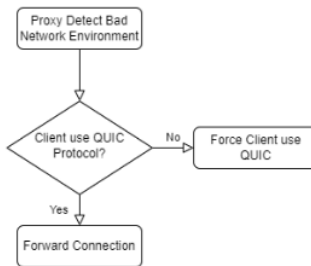 Proxy Detect Bad
Network Environment
Client use QUIC
Protocol?
No
Force Client use
QUIC
Yes
Forward Connection